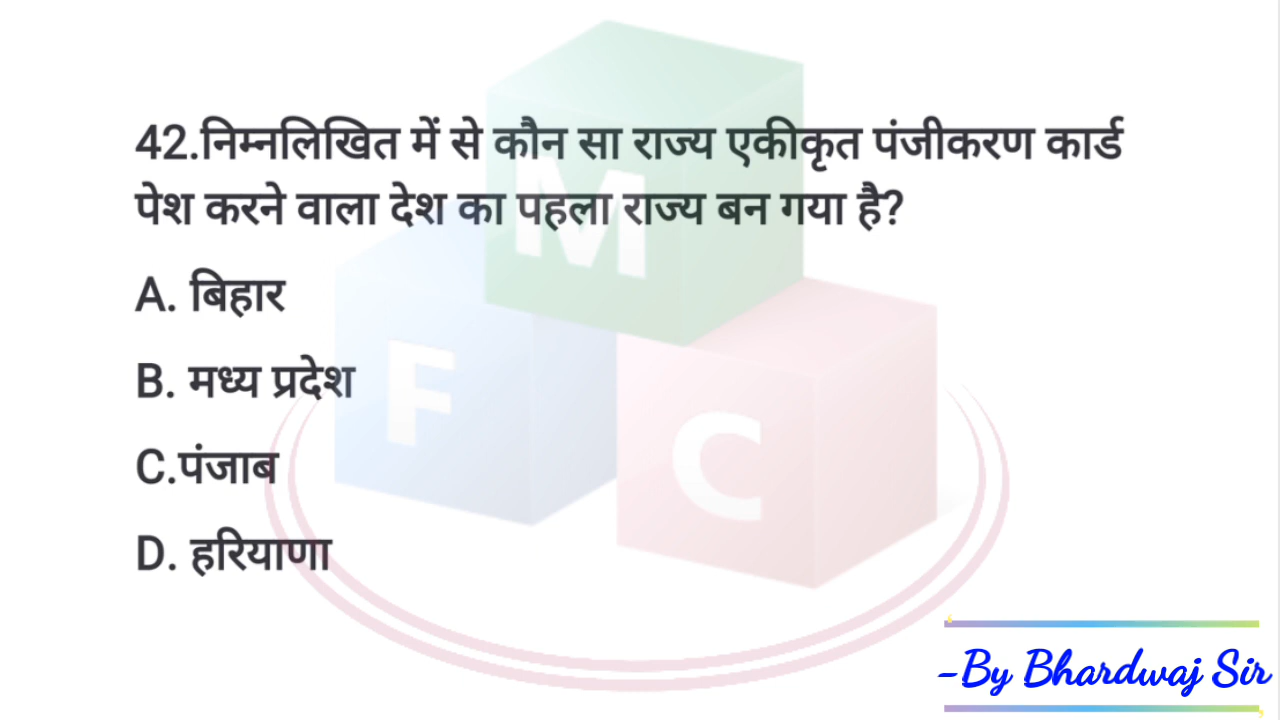 42.निम्नलिखित में से कौन सा राज्य एकीकृत पंजीकरण कार्ड
पेश करने वाला देश का पहला राज्य बन गया है?
A. बिहार
B. मध्य प्रदेश
C.पंजाब
D. हरियाणा
M
F
C
-By Bhardwaj Sir